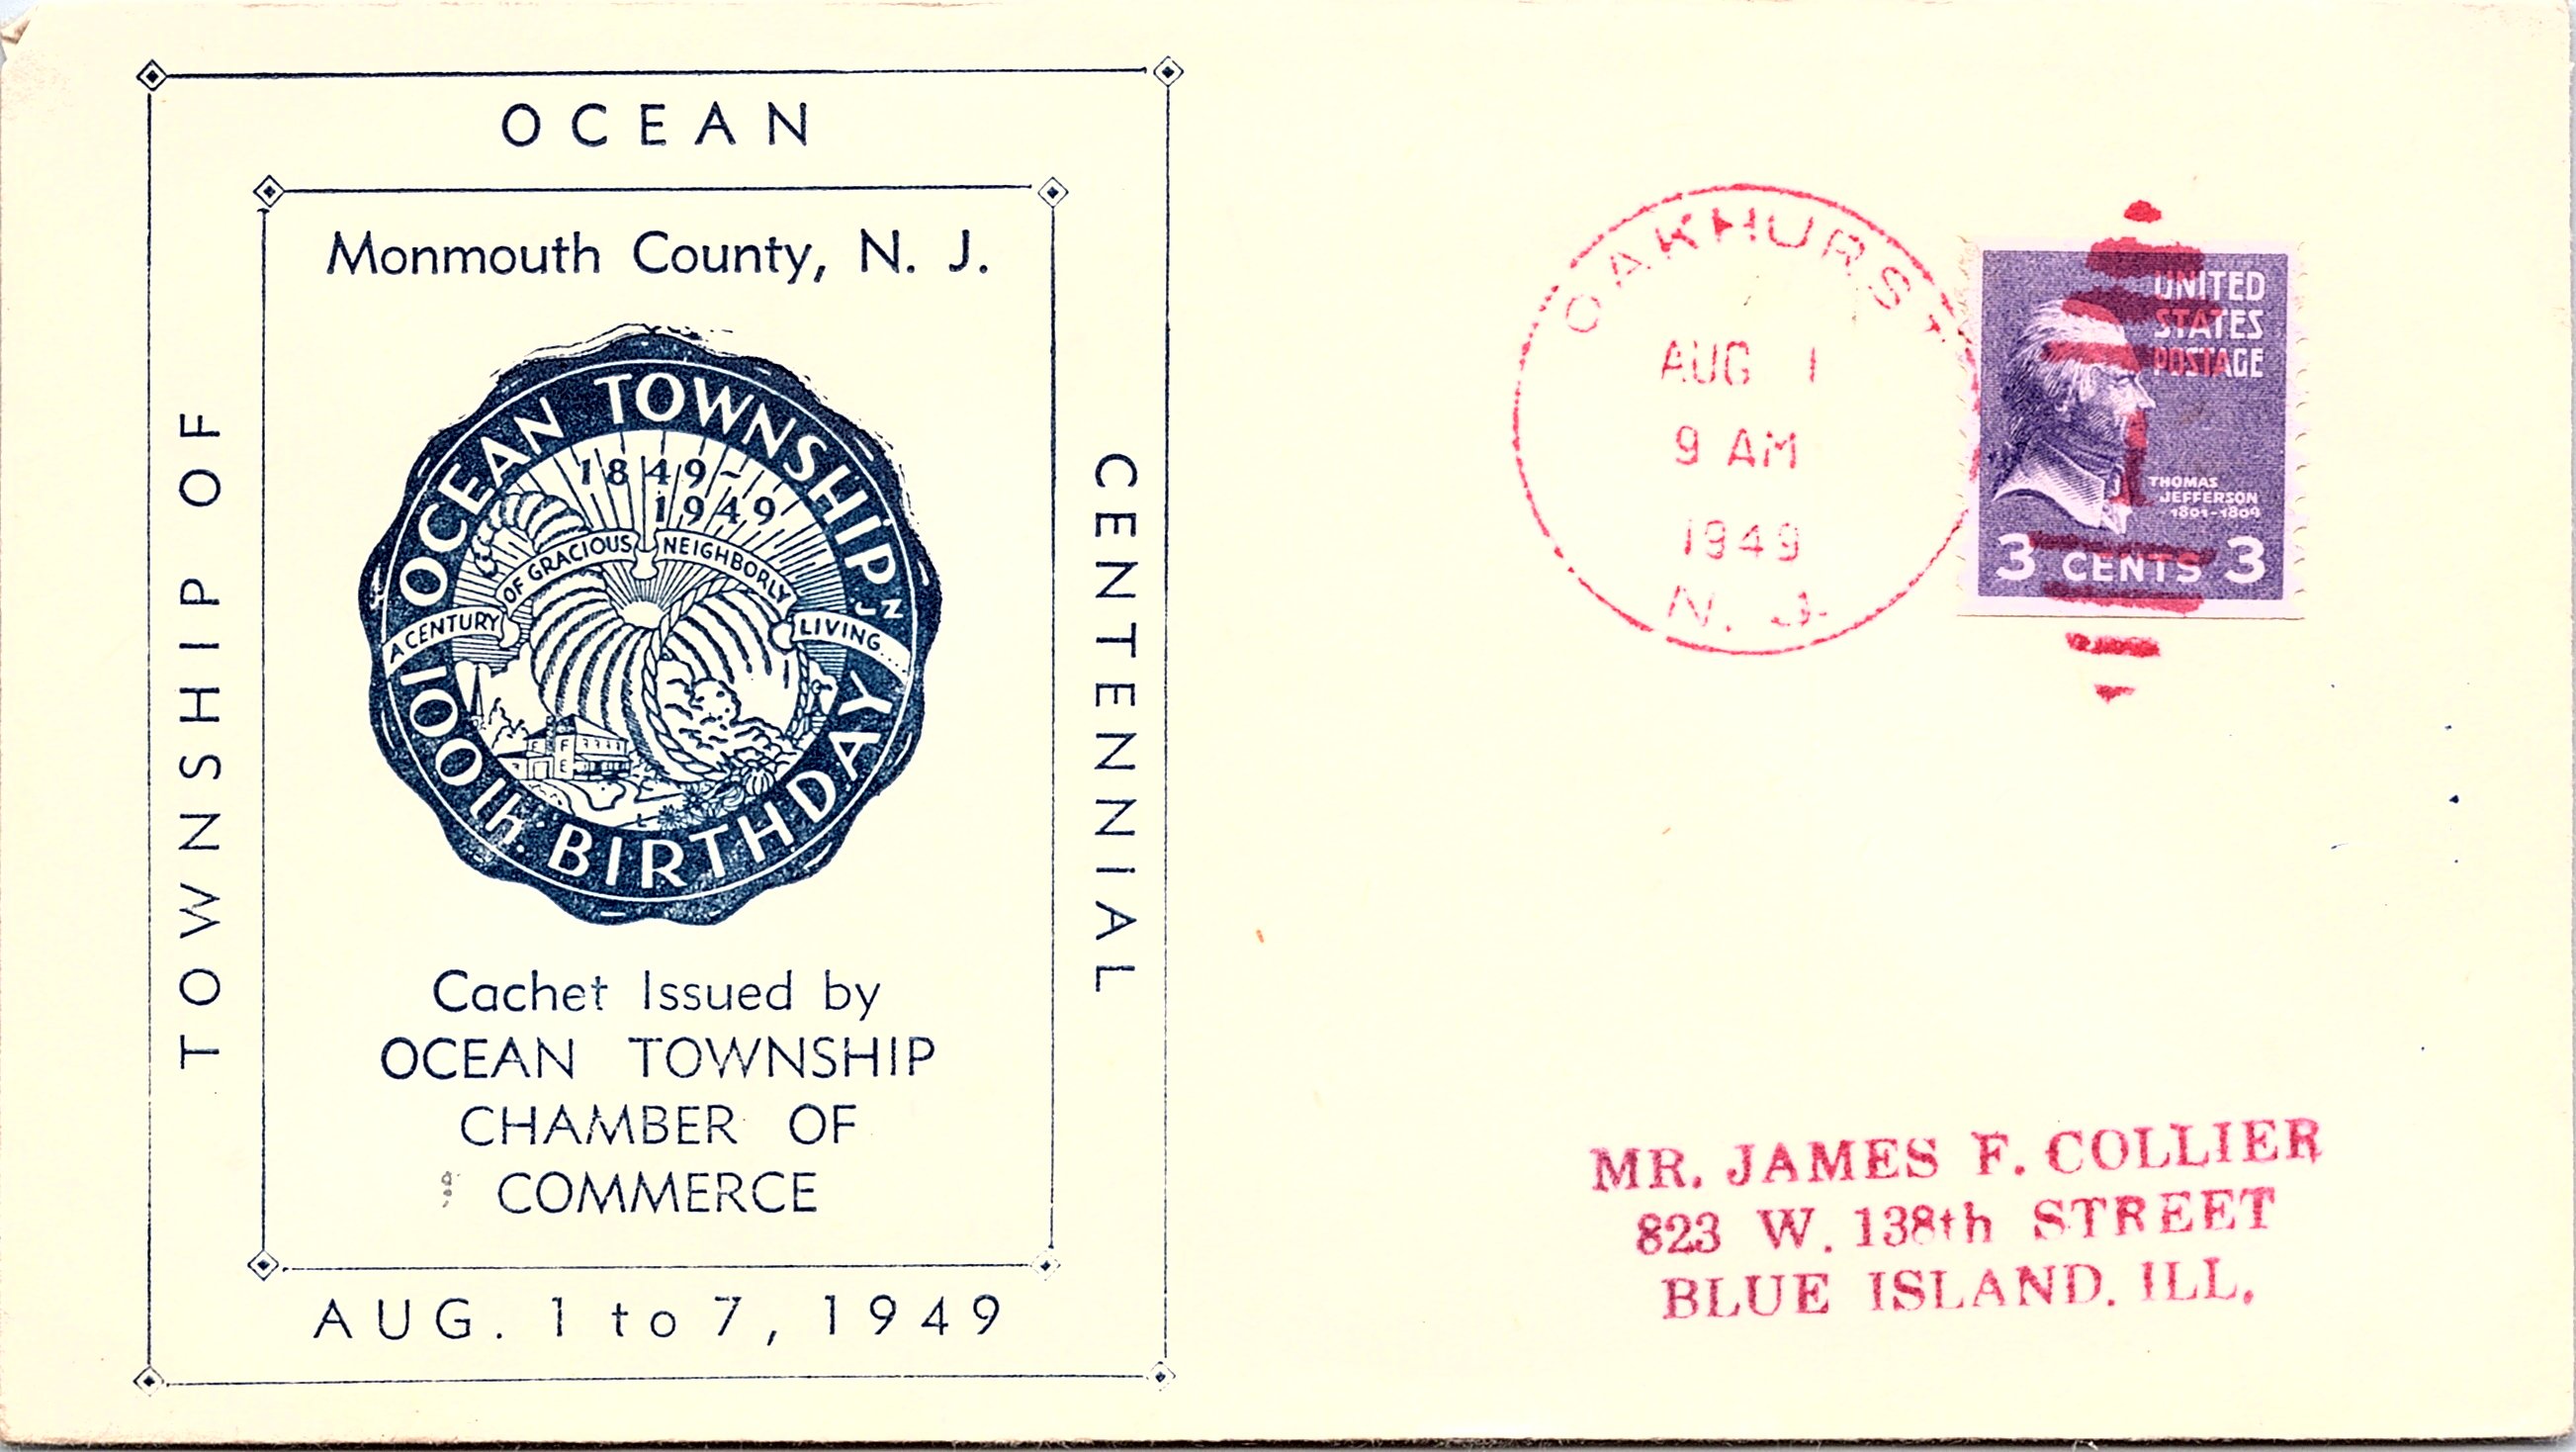 OCEAN
TOWNSHIP OF
CENTENNIAL
Monmouth County, N. J.
OCEAN TOWNSHIP N J
1849-
1949
A CENTURY OF GRACIOUS NEIGHBORLY LIVING....
100th BIRTHDAY
Cachet Issued by
OCEAN TOWNSHIP
CHAMBER OF
COMMERCE
AUG. 1 to 7, 1949
OAKHURST
AUG 1
9 AM
1949
N. J.
UNITED
STATES
POSTAGE
THOMAS
JEFFERSON
1801-1809
3 CENTS 3
MR. JAMES F. COLLIER
823 W. 138th STREET
BLUE ISLAND. ILL.